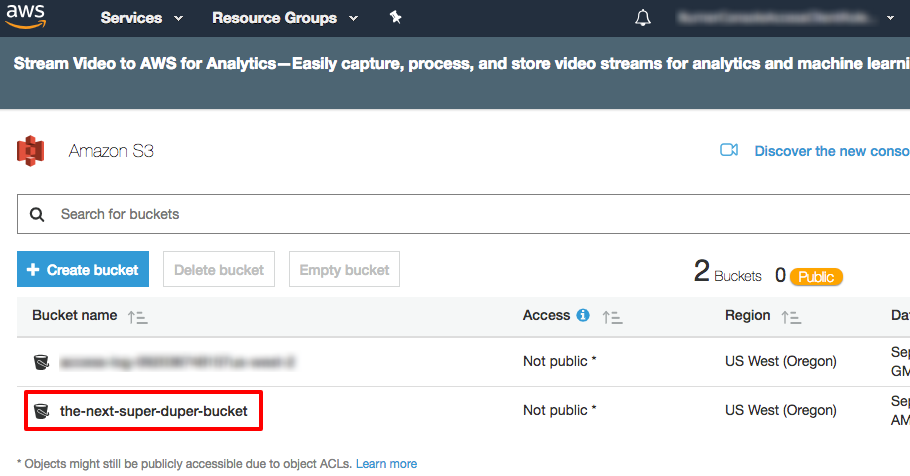 aws Services Resource Groups
Stream Video to AWS for Analytics—Easily capture, process, and store video streams for analytics and machine learni
Amazon S3 Discover the new conso
Search for buckets
+ Create bucket Delete bucket Empty bucket 2 Buckets 0 Public
Bucket name Access Region Da
Not public * US West (Oregon) Sep
GM
the-next-super-duper-bucket Not public * US West (Oregon) Sep
AM
* Objects might still be publicly accessible due to object ACLs. Learn more